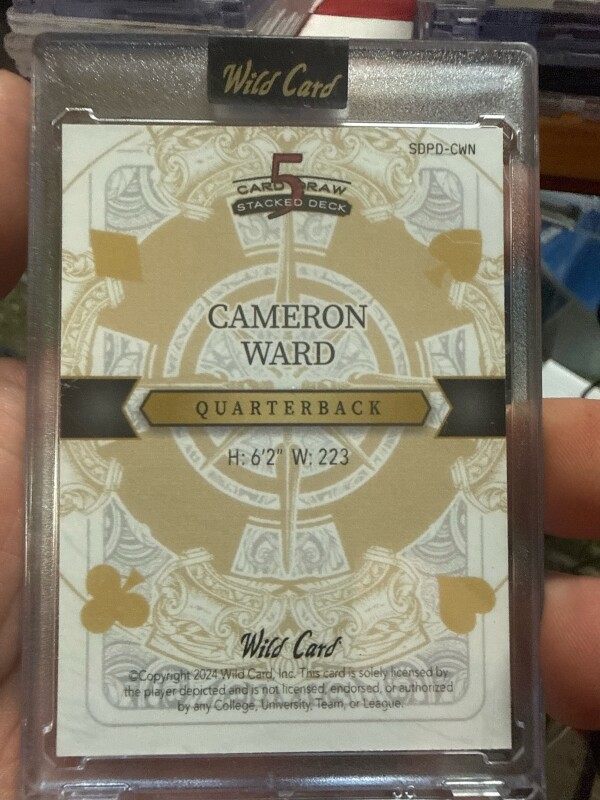 Wild Card
SDPD-CWN
5
CARD DRAW
STACKED DECK
CAMERON
WARD
QUARTERBACK
H: 6'2" W: 223
Wild Card
©Copyright 2024 Wild Card, Inc. This card is solely licensed by
the player depicted and is not licensed, endorsed, or authorized
by any College, University, Team, or League.